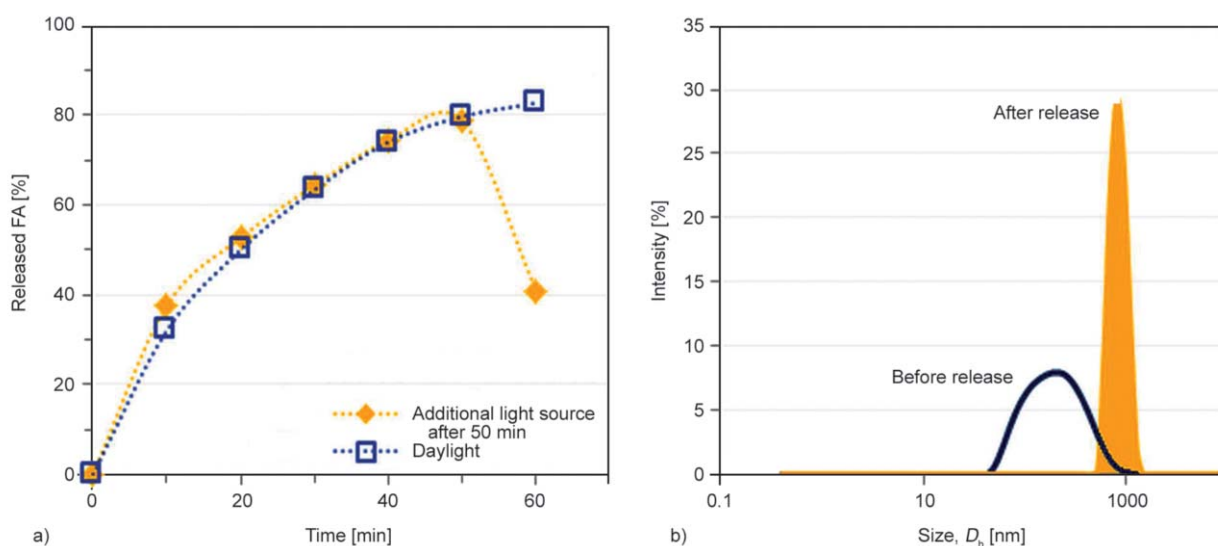 100
80
60
40
20
0
Released FA [%]
Additional light source
after 50 min
Daylight
0
20
40
60
a)
Time [min]
35
30
25
20
15
10
5
0
Intensity [%]
After release
Before release
0.1
10
1000
b)
Size, Dh [nm]